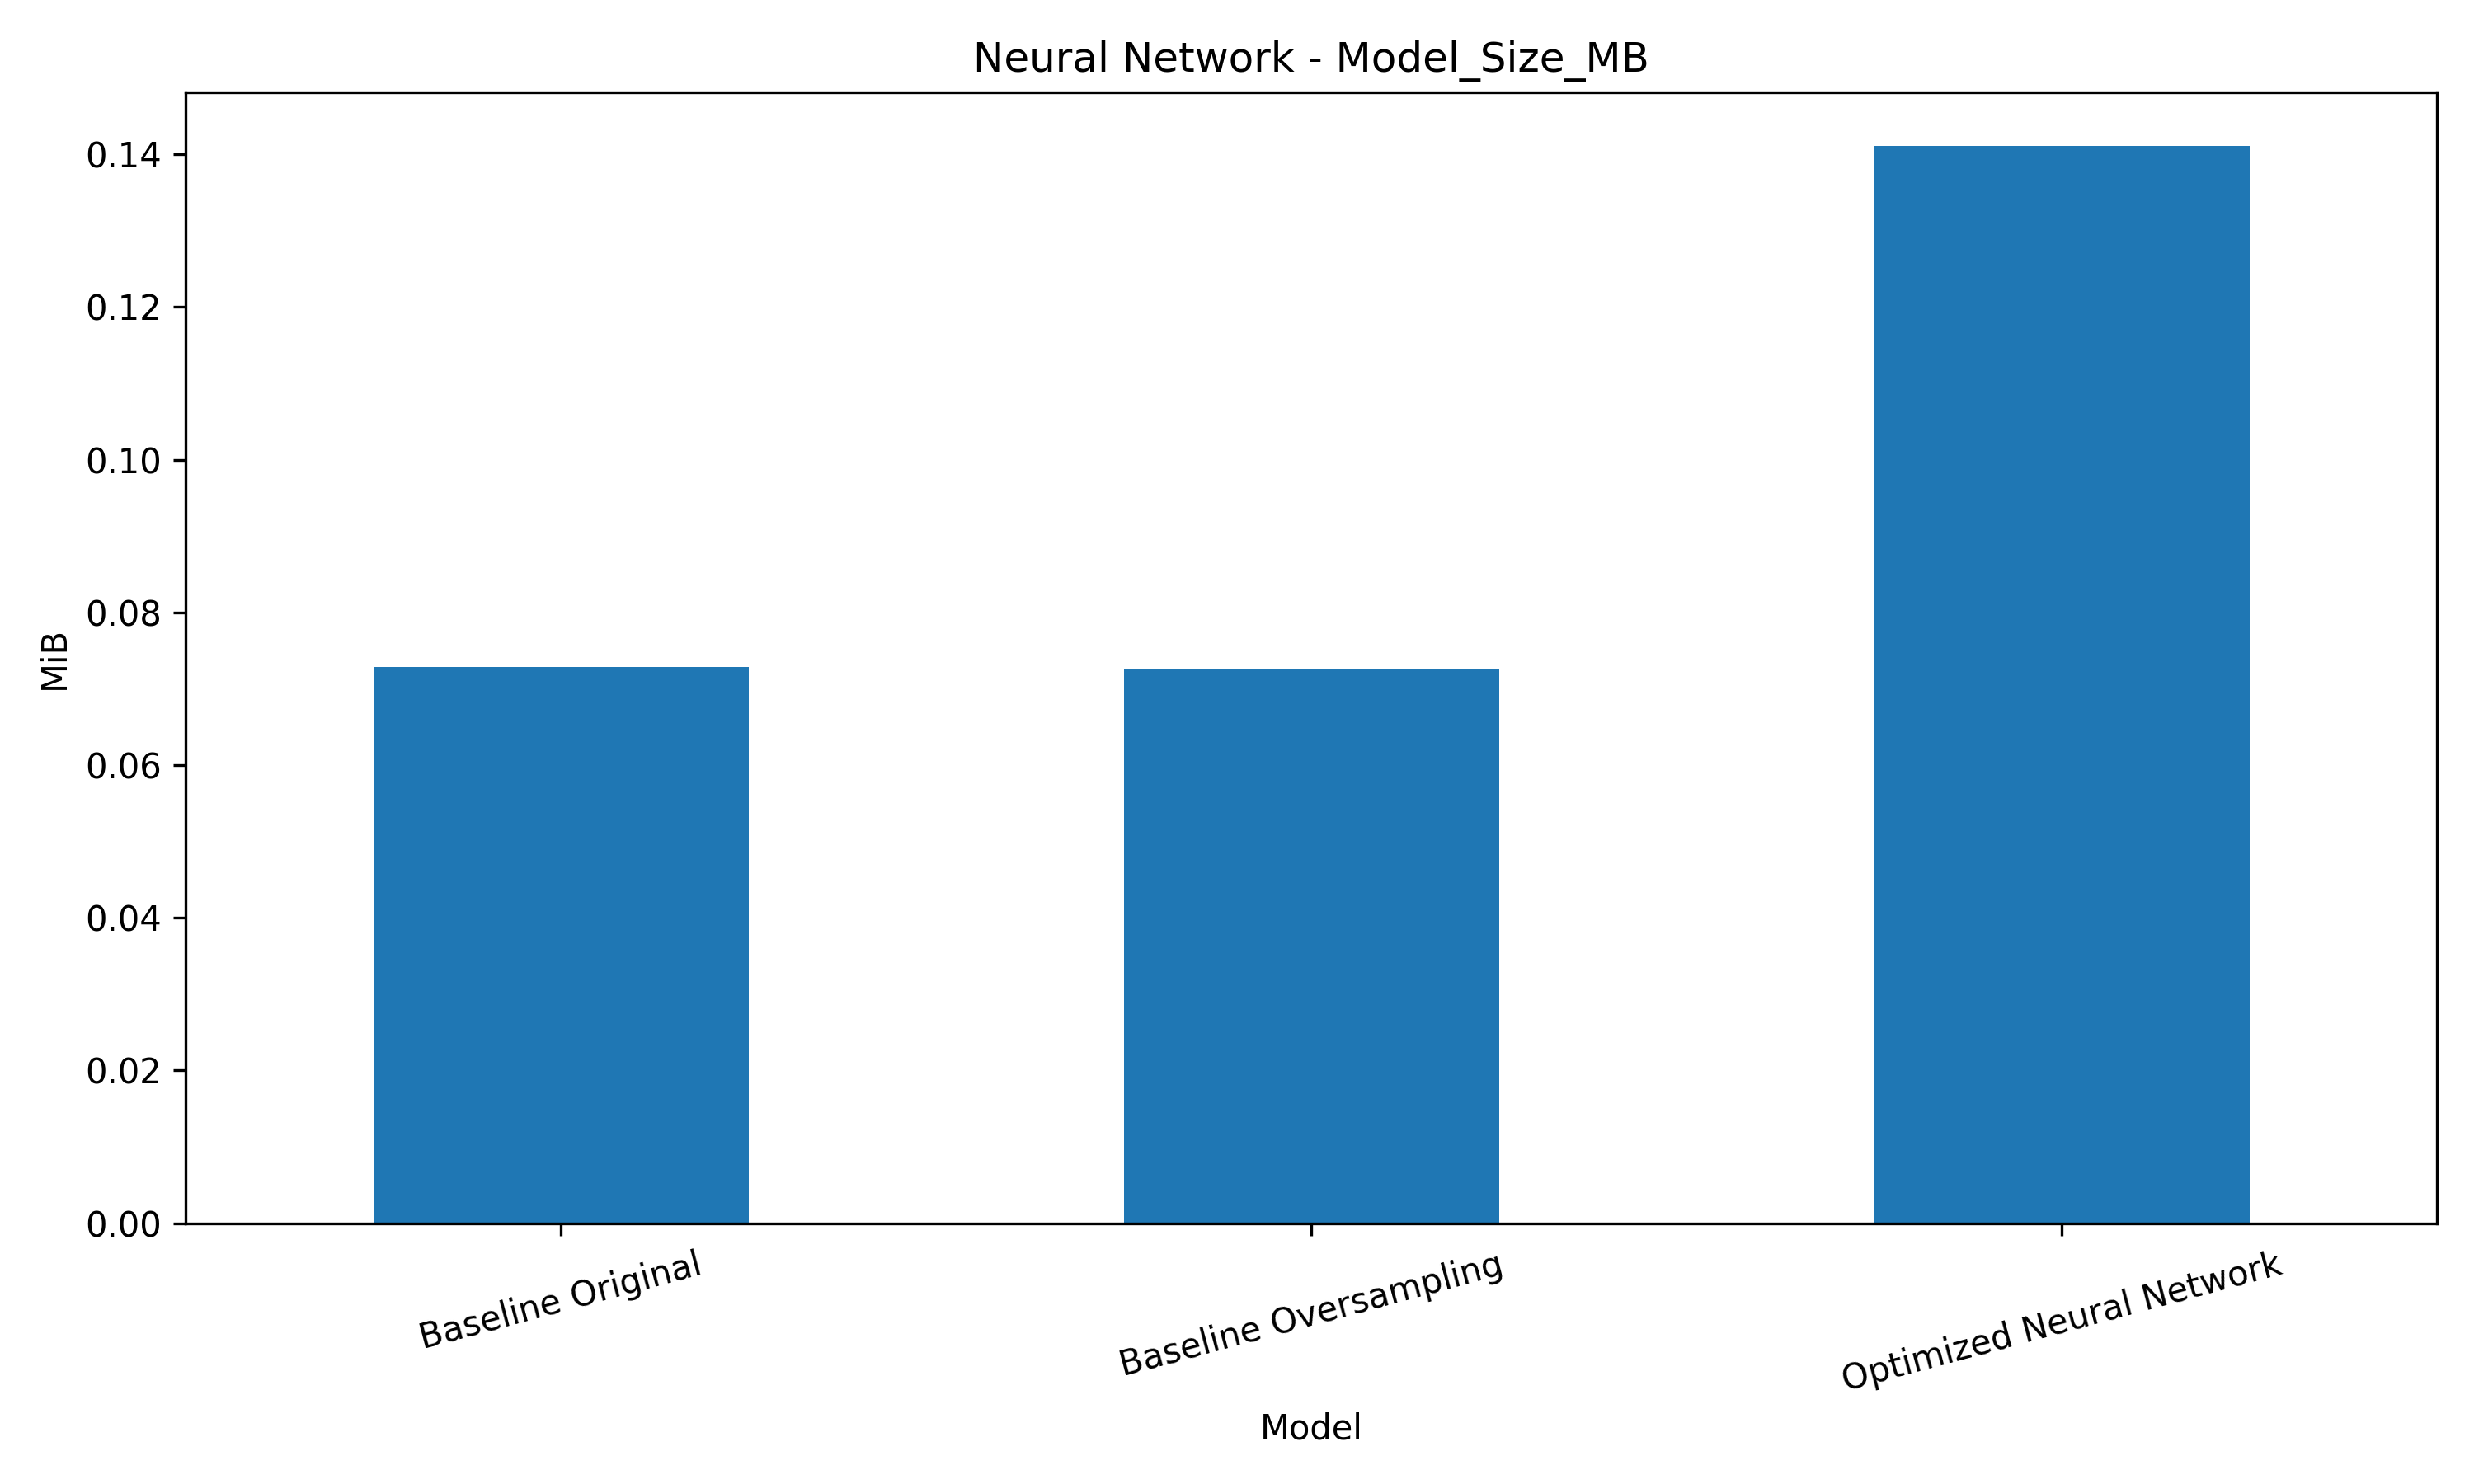 Neural Network - Model_Size_MB
0.14
0.12
0.10
0.08
0.06
0.04
0.02
0.00
MiB
Baseline Original
Baseline Oversampling
Optimized Neural Network
Model